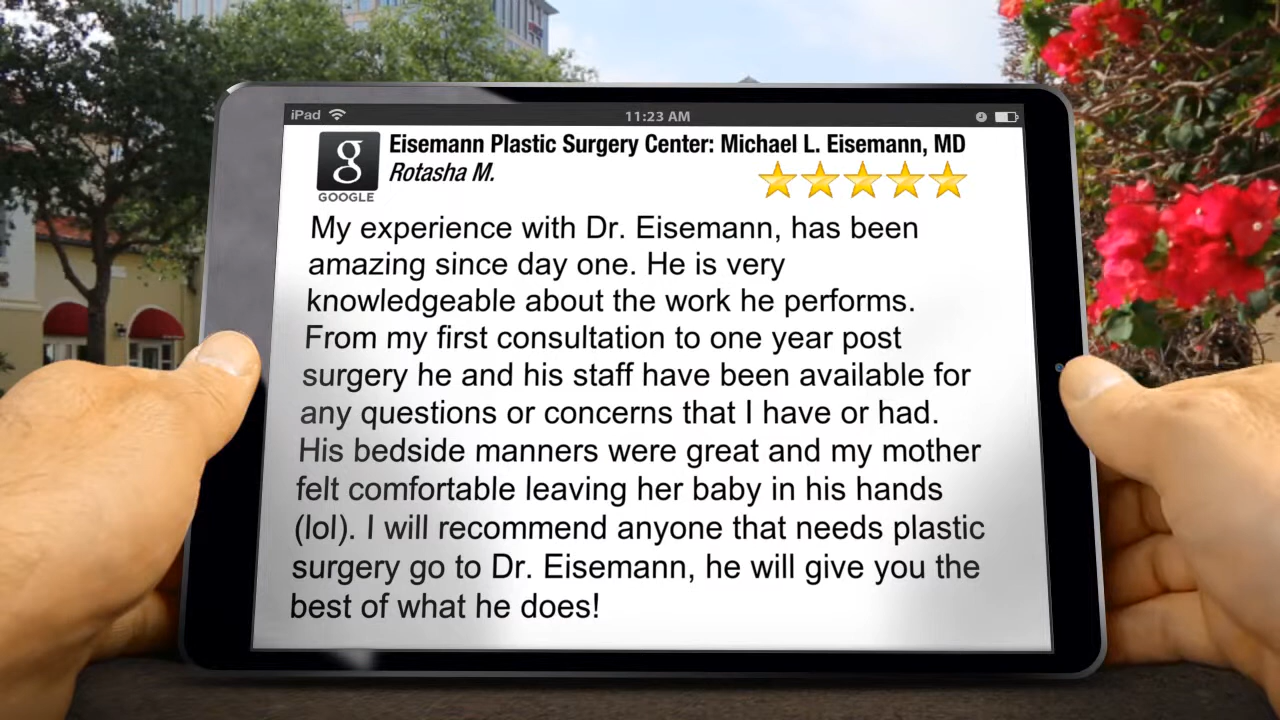 iPad 11:23 AM
g
GOOGLE
Eisemann Plastic Surgery Center: Michael L. Eisemann, MD
Rotasha M.
My experience with Dr. Eisemann, has been
amazing since day one. He is very
knowledgeable about the work he performs.
From my first consultation to one year post
surgery he and his staff have been available for
any questions or concerns that I have or had.
His bedside manners were great and my mother
felt comfortable leaving her baby in his hands
(lol). I will recommend anyone that needs plastic
surgery go to Dr. Eisemann, he will give you the
best of what he does!